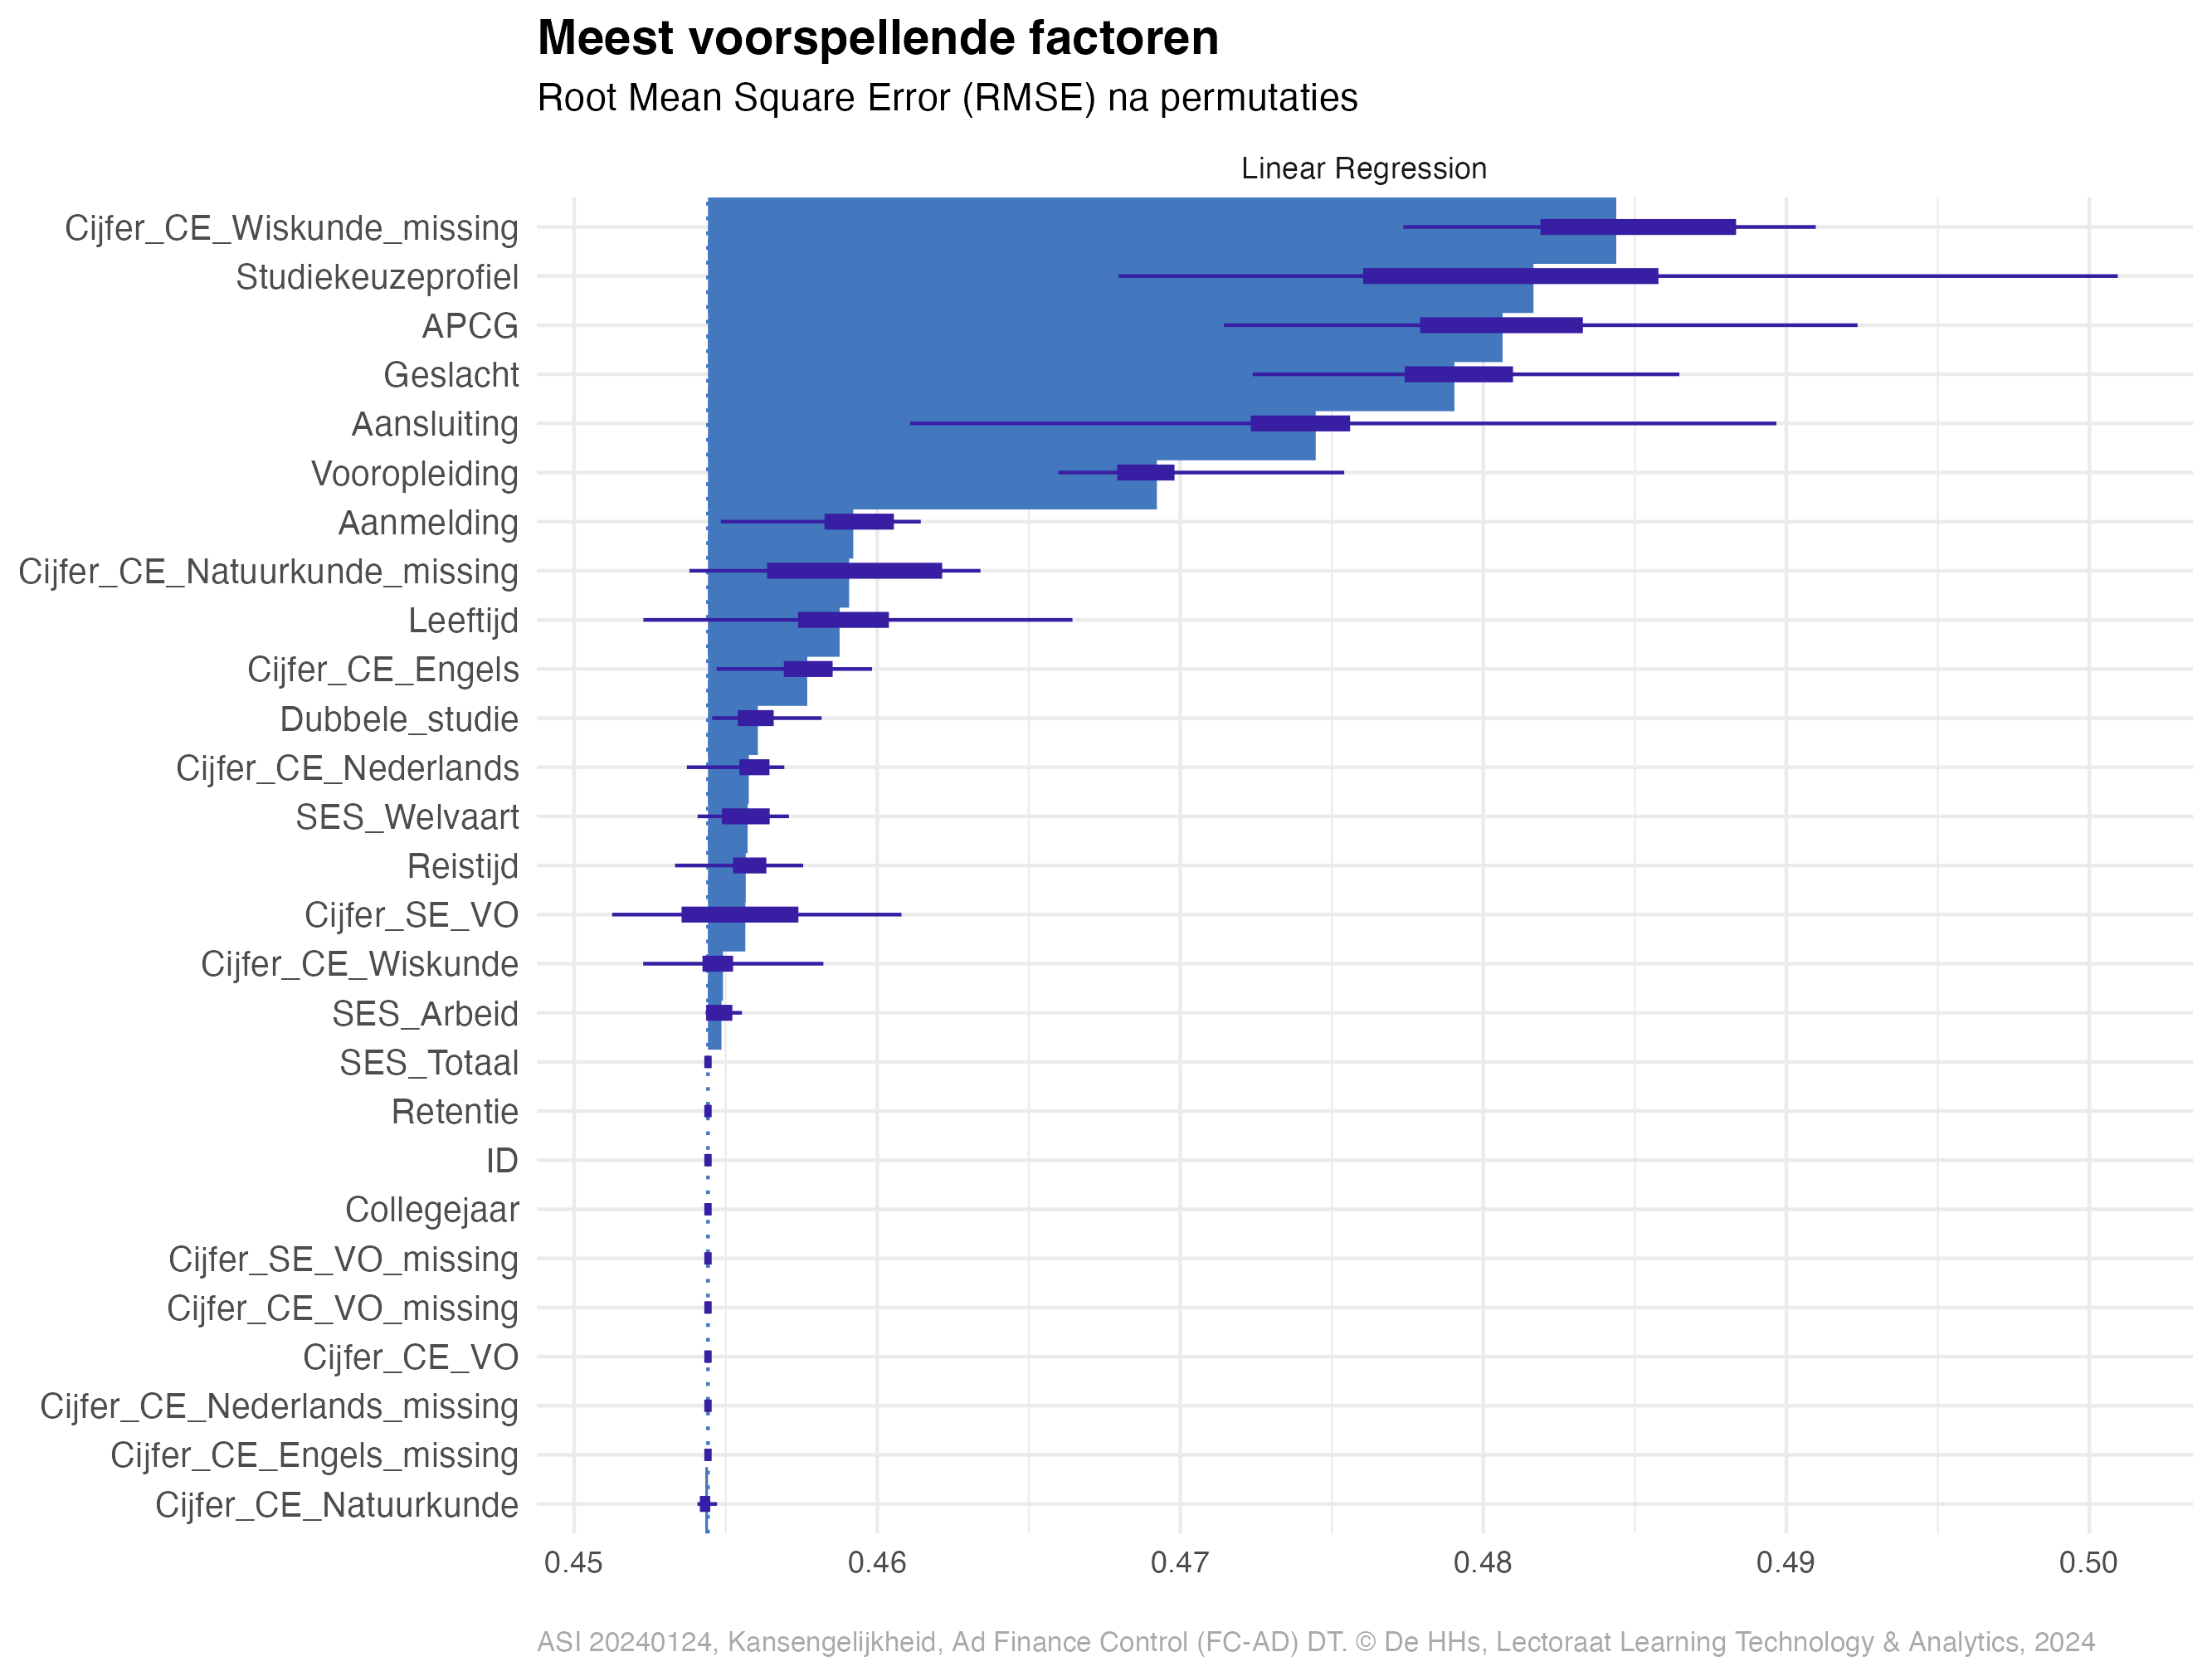 Meest voorspellende factoren
Root Mean Square Error (RMSE) na permutaties
Linear Regression
Cijfer_CE_Wiskunde_missing
Studiekeuzeprofiel
APCG
Geslacht
Aansluiting
Vooropleiding
Aanmelding
Cijfer_CE_Natuurkunde_missing
Leeftijd
Cijfer_CE_Engels
Dubbele_studie
Cijfer_CE_Nederlands
SES_Welvaart
Reistijd
Cijfer_SE_VO
Cijfer_CE_Wiskunde
SES_Arbeid
SES_Totaal
Retentie
ID
Collegejaar
Cijfer_SE_VO_missing
Cijfer_CE_VO_missing
Cijfer_CE_VO
Cijfer_CE_Nederlands_missing
Cijfer_CE_Engels_missing
Cijfer_CE_Natuurkunde
0.45 0.46 0.47 0.48 0.49 0.50
ASI 20240124, Kansengelijkheid, Ad Finance Control (FC-AD) DT. © De HHs, Lectoraat Learning Technology & Analytics, 2024